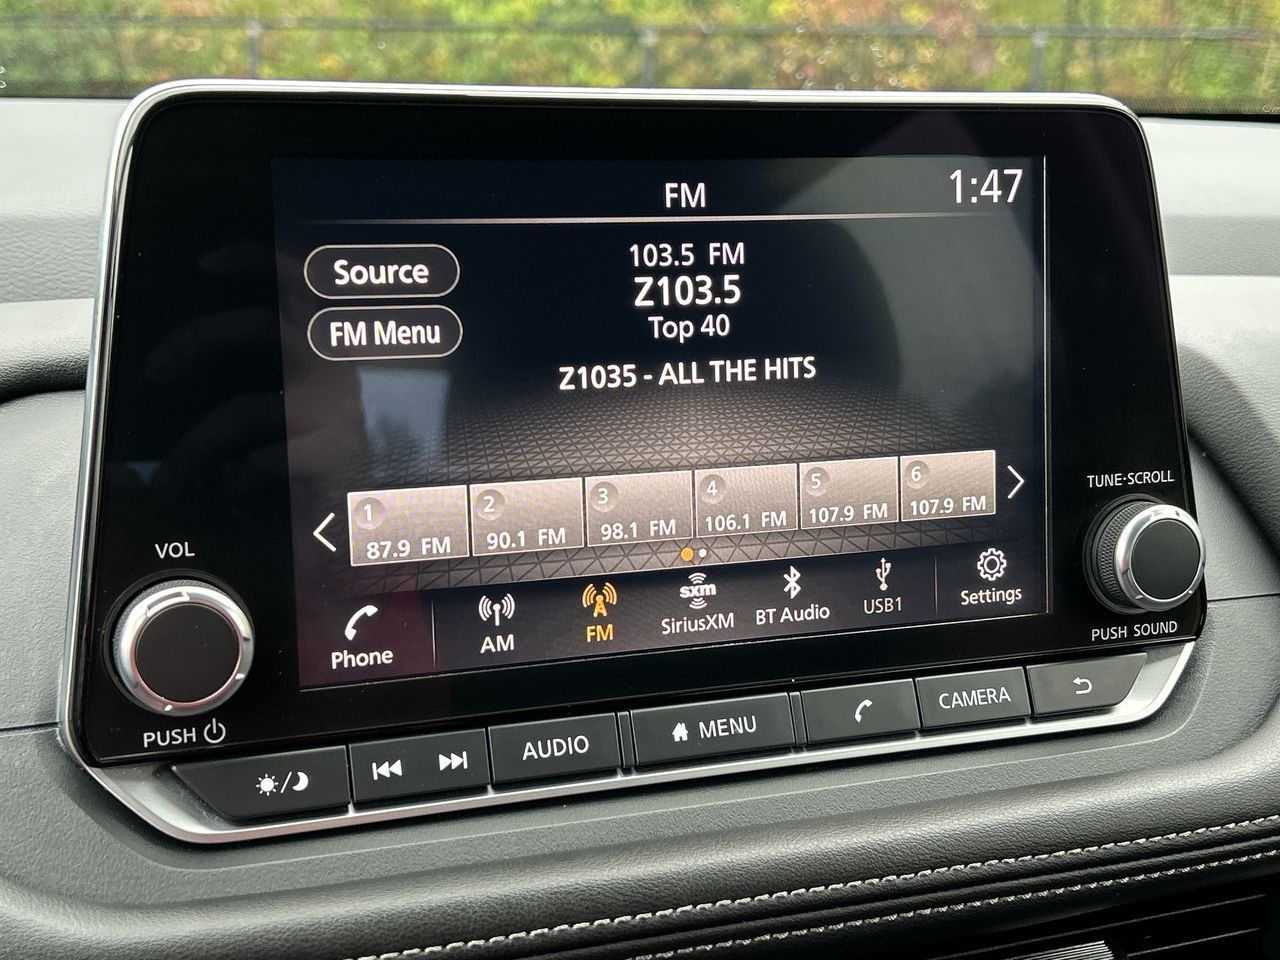 FM
1:47
Source
FM Menu
103.5 FM
Z103.5
Top 40
Z1035 - ALL THE HITS
1
87.9 FM
2
90.1 FM
3
98.1 FM
4
106.1 FM
5
107.9 FM
6
107.9 FM
Phone
AM
FM
sxm
SiriusXM
BT Audio
USB1
Settings
VOL
PUSH
TUNE·SCROLL
PUSH SOUND
AUDIO
MENU
CAMERA